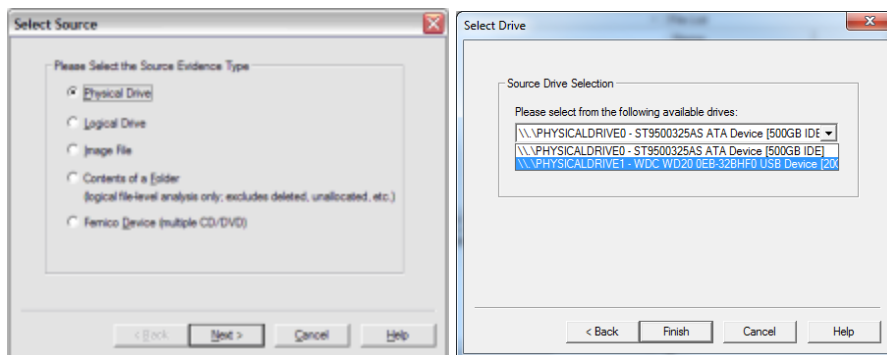 Select Source
Please Select the Source Evidence Type
Physical Drive
Logical Drive
Image File
Contents of a Folder
(logical file-level analysis only; excludes deleted, unallocated, etc.)
Fernico Device (multiple CD/DVD)
< Back
Next >
Cancel
Help
Select Drive
Source Drive Selection
Please select from the following available drives:
\\.\PHYSICALDRIVE0 - ST9500325AS ATA Device [500GB IDE
\\.\PHYSICALDRIVE0 - ST9500325AS ATA Device [500GB IDE]
\\.\PHYSICALDRIVE1 - WDC WD20 0EB-32BHF0 USB Device [200
< Back
Finish
Cancel
Help